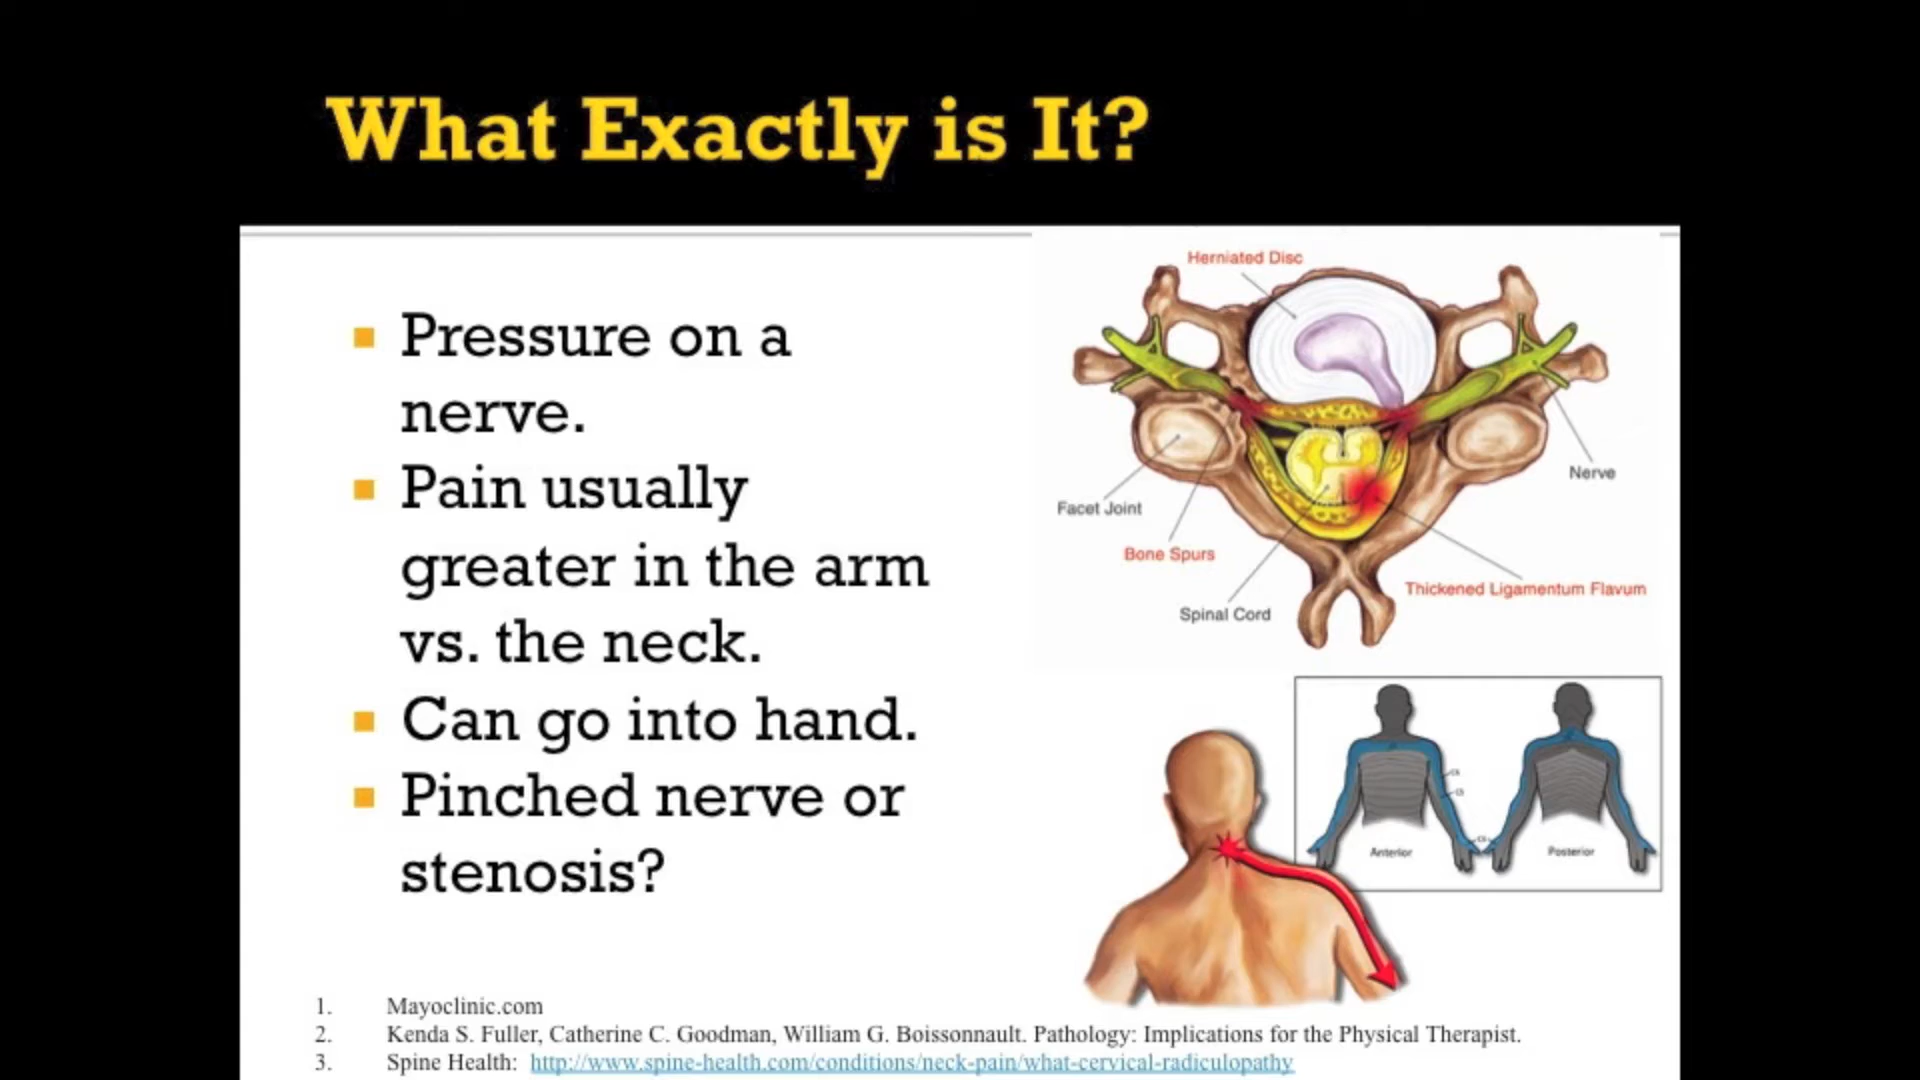 What Exactly is It?
Pressure on a
nerve.
Pain usually
greater in the arm
vs. the neck.
Can go into hand.
Pinched nerve or
stenosis?
Herniated Disc
Nerve
Facet Joint
Bone Spurs
Thickened Ligamentum Flavum
Spinal Cord
Anterior
Posterior
1. Mayoclinic.com
2. Kenda S. Fuller, Catherine C. Goodman, William G. Boissonnault. Pathology: Implications for the Physical Therapist.
3. Spine Health: http://www.spine-health.com/conditions/neck-pain/what-cervical-radiculopathy